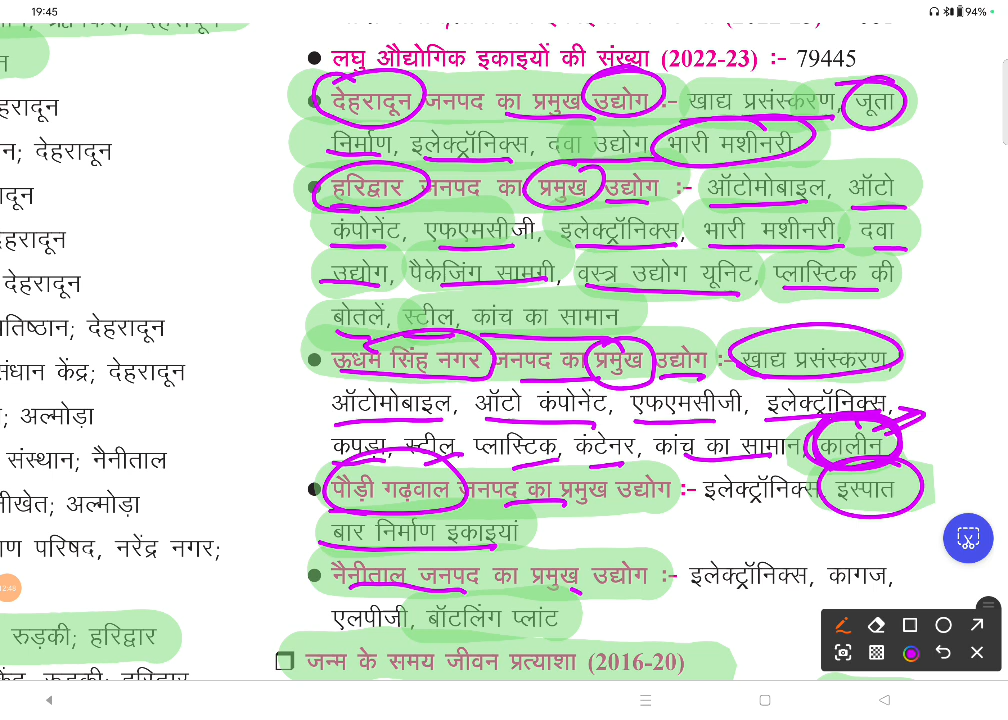 19:45
94%
हरादून
न; देहरादून
ादून
देहरादून
देहरादून
तिष्ठान; देहरादून
संधान केंद्र; देहरादून
; अल्मोड़ा
संस्थान; नैनीताल
नीखेत; अल्मोड़ा
ाण परिषद, नरेंद्र नगर;
12:45
रुड़की; हरिद्वार
● लघु औद्योगिक इकाइयों की संख्या (2022-23) :- 79445
● देहरादून जनपद का प्रमुख उद्योग :- खाद्य प्रसंस्करण, जूता
निर्माण, इलेक्ट्रॉनिक्स, दवा उद्योग, भारी मशीनरी
● हरिद्वार जनपद का प्रमुख उद्योग :- ऑटोमोबाइल, ऑटो
कंपोनेंट, एफएमसीजी, इलेक्ट्रॉनिक्स, भारी मशीनरी, दवा
उद्योग, पैकेजिंग सामग्री, वस्त्र उद्योग यूनिट, प्लास्टिक की
बोतलें, स्टील, कांच का सामान
● ऊधम सिंह नगर जनपद का प्रमुख उद्योग :- खाद्य प्रसंस्करण,
ऑटोमोबाइल, ऑटो कंपोनेंट, एफएमसीजी, इलेक्ट्रॉनिक्स,
कपड़ा, स्टील, प्लास्टिक, कंटेनर, कांच का सामान, कालीन
● पौड़ी गढ़वाल जनपद का प्रमुख उद्योग :- इलेक्ट्रॉनिक्स, इस्पात
बार निर्माण इकाइयां
● नैनीताल जनपद का प्रमुख उद्योग :- इलेक्ट्रॉनिक्स, कागज,
एलपीजी, बॉटलिंग प्लांट
❑ जन्म के समय जीवन प्रत्याशा (2016-20)